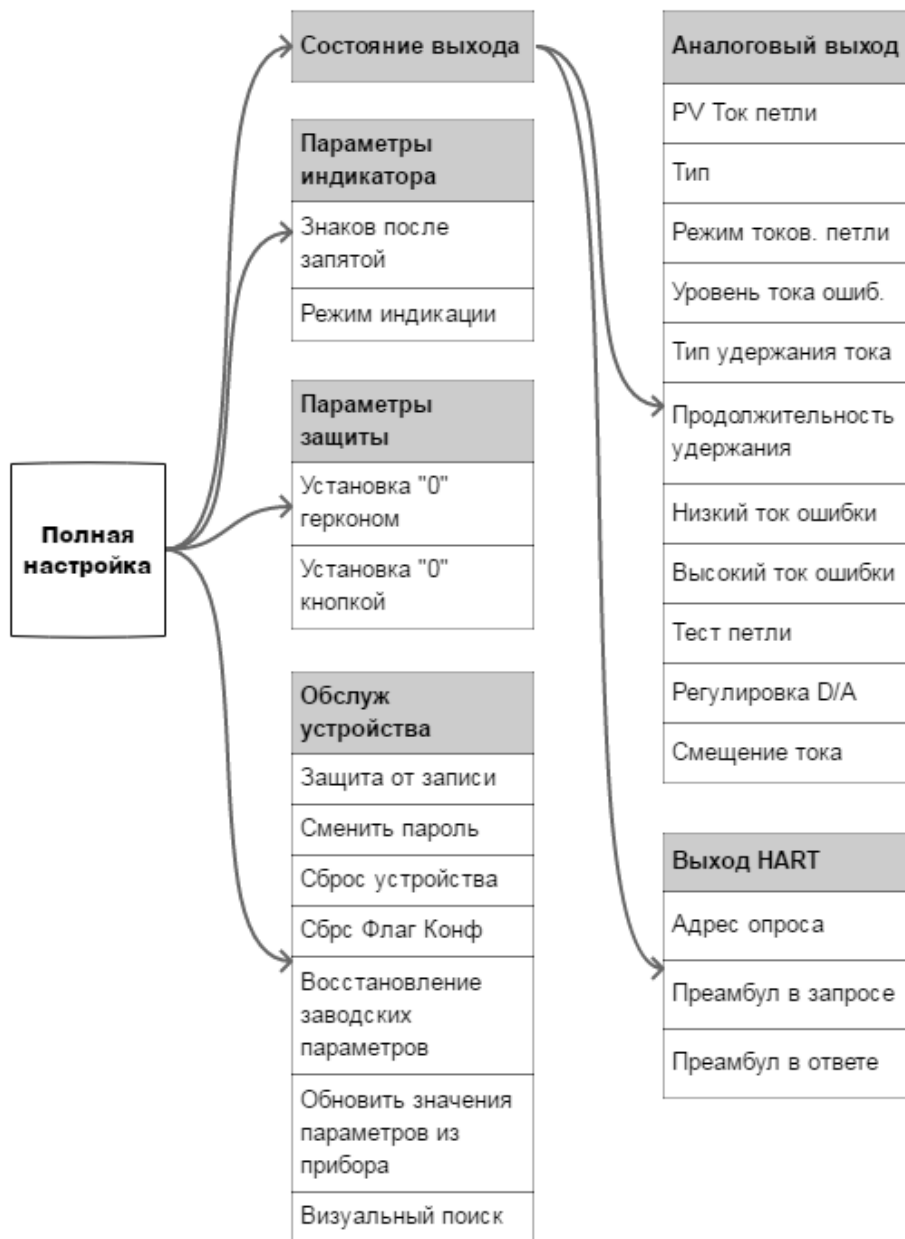 Полная
настройка
Состояние выхода
Параметры
индикатора
Знаков после
запятой
Режим индикации
Параметры
защиты
Установка "0"
герконом
Установка "0"
кнопкой
Обслуж
устройства
Защита от записи
Сменить пароль
Сброс устройства
Сбрс Флаг Конф
Восстановление
заводских
параметров
Обновить значения
параметров из
прибора
Визуальный поиск
Аналоговый выход
PV Ток петли
Тип
Режим токов. петли
Уровень тока ошиб.
Тип удержания тока
Продолжительность
удержания
Низкий ток ошибки
Высокий ток ошибки
Тест петли
Регулировка D/A
Смещение тока
Выход HART
Адрес опроса
Преамбул в запросе
Преамбул в ответе